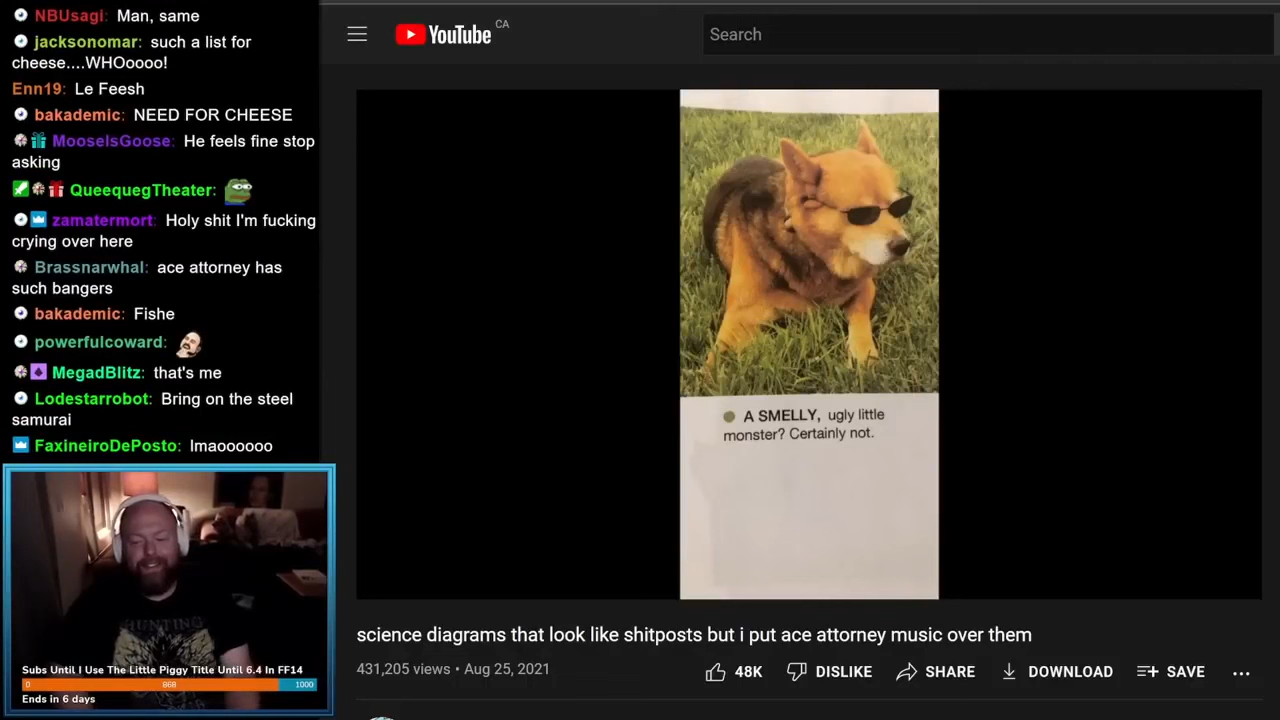 NBUsagi: Man, same
jacksonomar: such a list for
cheese....WHOoooo!
Enn19: Le Feesh
bakademic: NEED FOR CHEESE
MooseIsGoose: He feels fine stop
asking
QueequegTheater:
zamatermort: Holy shit I'm fucking
crying over here
Brassnarwhal: ace attorney has
such bangers
bakademic: Fishe
powerfulcoward:
MegadBlitz: that's me
Lodestarrobot: Bring on the steel
samurai
FaxineiroDePosto: lmaoooooo
HUNTING
Subs Until I Use The Little Piggy Title Until 6.4 In FF14
0 868 1000
Ends in 6 days
YouTube CA
Search
A SMELLY, ugly little
monster? Certainly not.
science diagrams that look like shitposts but i put ace attorney music over them
431,205 views • Aug 25, 2021
48K DISLIKE SHARE DOWNLOAD SAVE